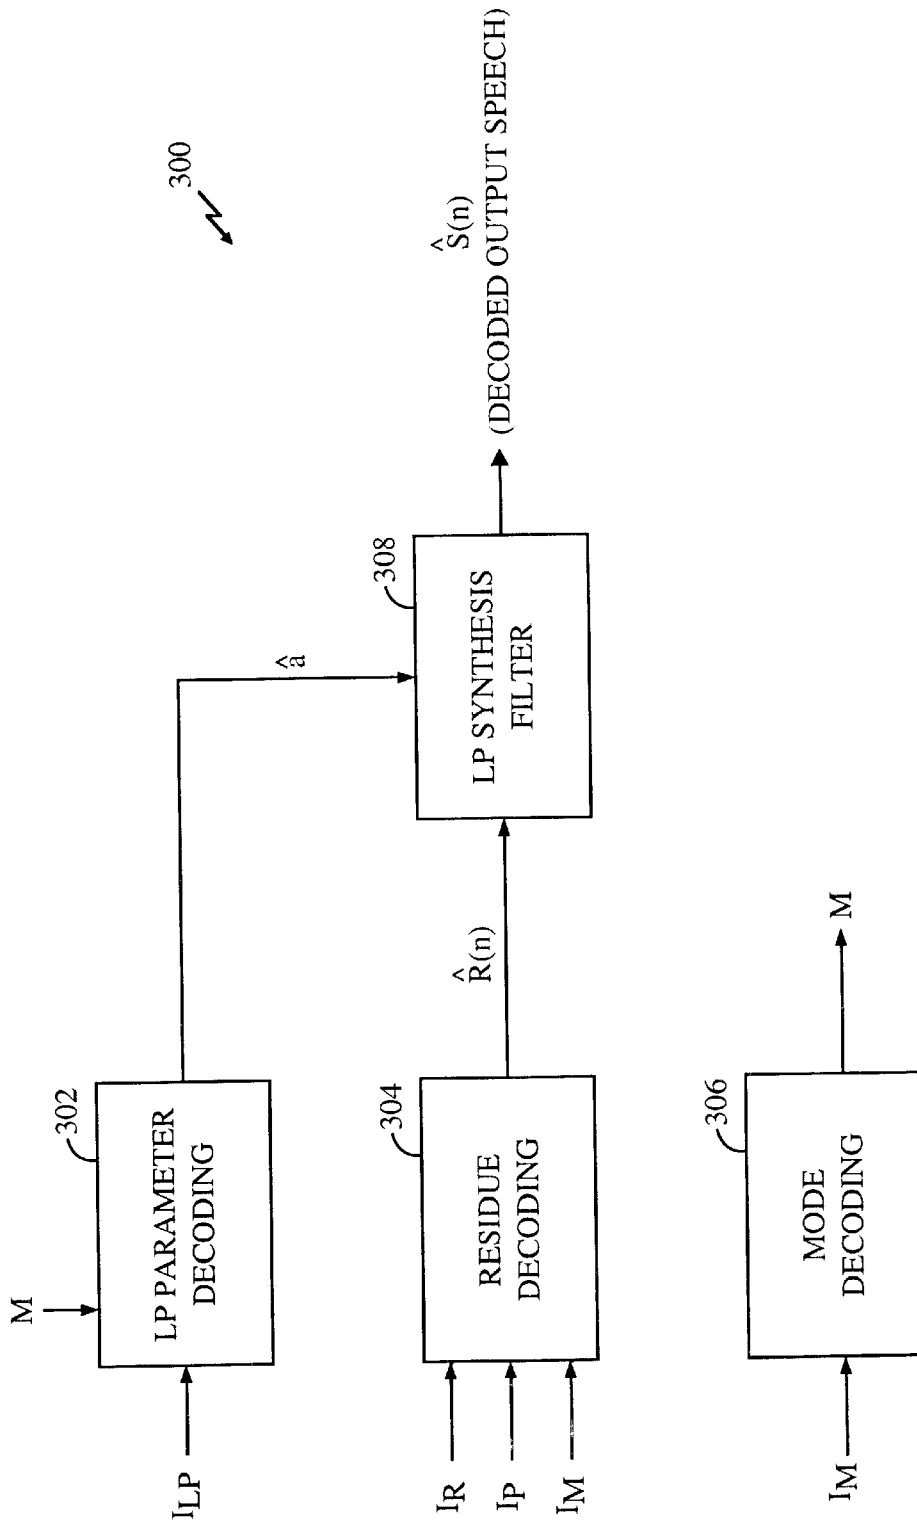 300
M
I_LP
LP PARAMETER
DECODING
302
â
I_R
I_P
I_M
RESIDUE
DECODING
304
R̂(n)
LP SYNTHESIS
FILTER
308
Ŝ(n)
(DECODED OUTPUT SPEECH)
I_M
MODE
DECODING
306
M